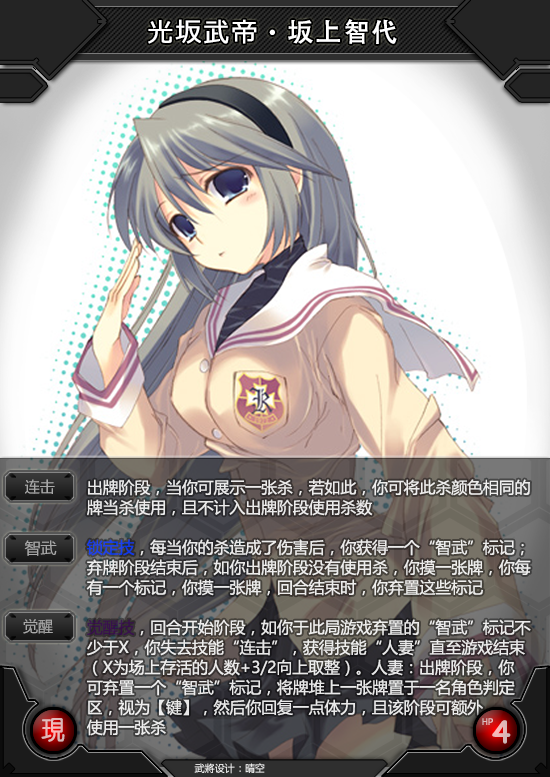 光坂武帝·坂上智代
连击
出牌阶段，当你可展示一张杀，若如此，你可将此杀颜色相同的
牌当杀使用，且不计入出牌阶段使用杀数
智武
锁定技，每当你的杀造成了伤害后，你获得一个“智武”标记；
弃牌阶段结束后，如你出牌阶段没有使用杀，你摸一张牌，你每
有一个标记，你摸一张牌，回合结束时，你弃置这些标记
觉醒
觉醒技，回合开始阶段，如你于此局游戏弃置的“智武”标记不
少于X，你失去技能“连击”，获得技能“人妻”直至游戏结束
（X为场上存活的人数+3/2向上取整）。人妻：出牌阶段，你
可弃置一个“智武”标记，将牌堆上一张牌置于一名角色判定
区，视为【键】，然后你回复一点体力，且该阶段可额外
使用一张杀
現
HP 4
武將设计：晴空